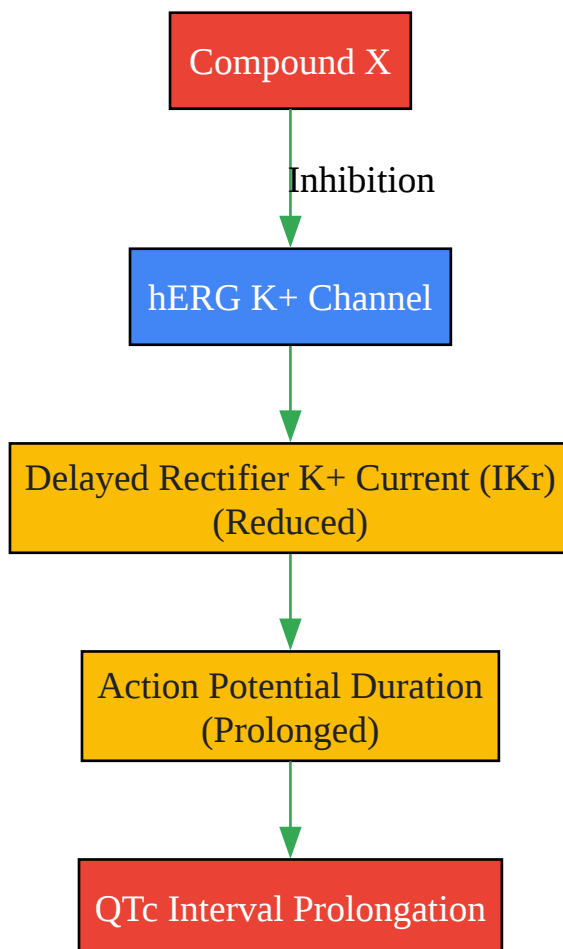 Compound X
Inhibition
hERG K+ Channel
Delayed Rectifier K+ Current (IKr)
(Reduced)
Action Potential Duration
(Prolonged)
QTc Interval Prolongation